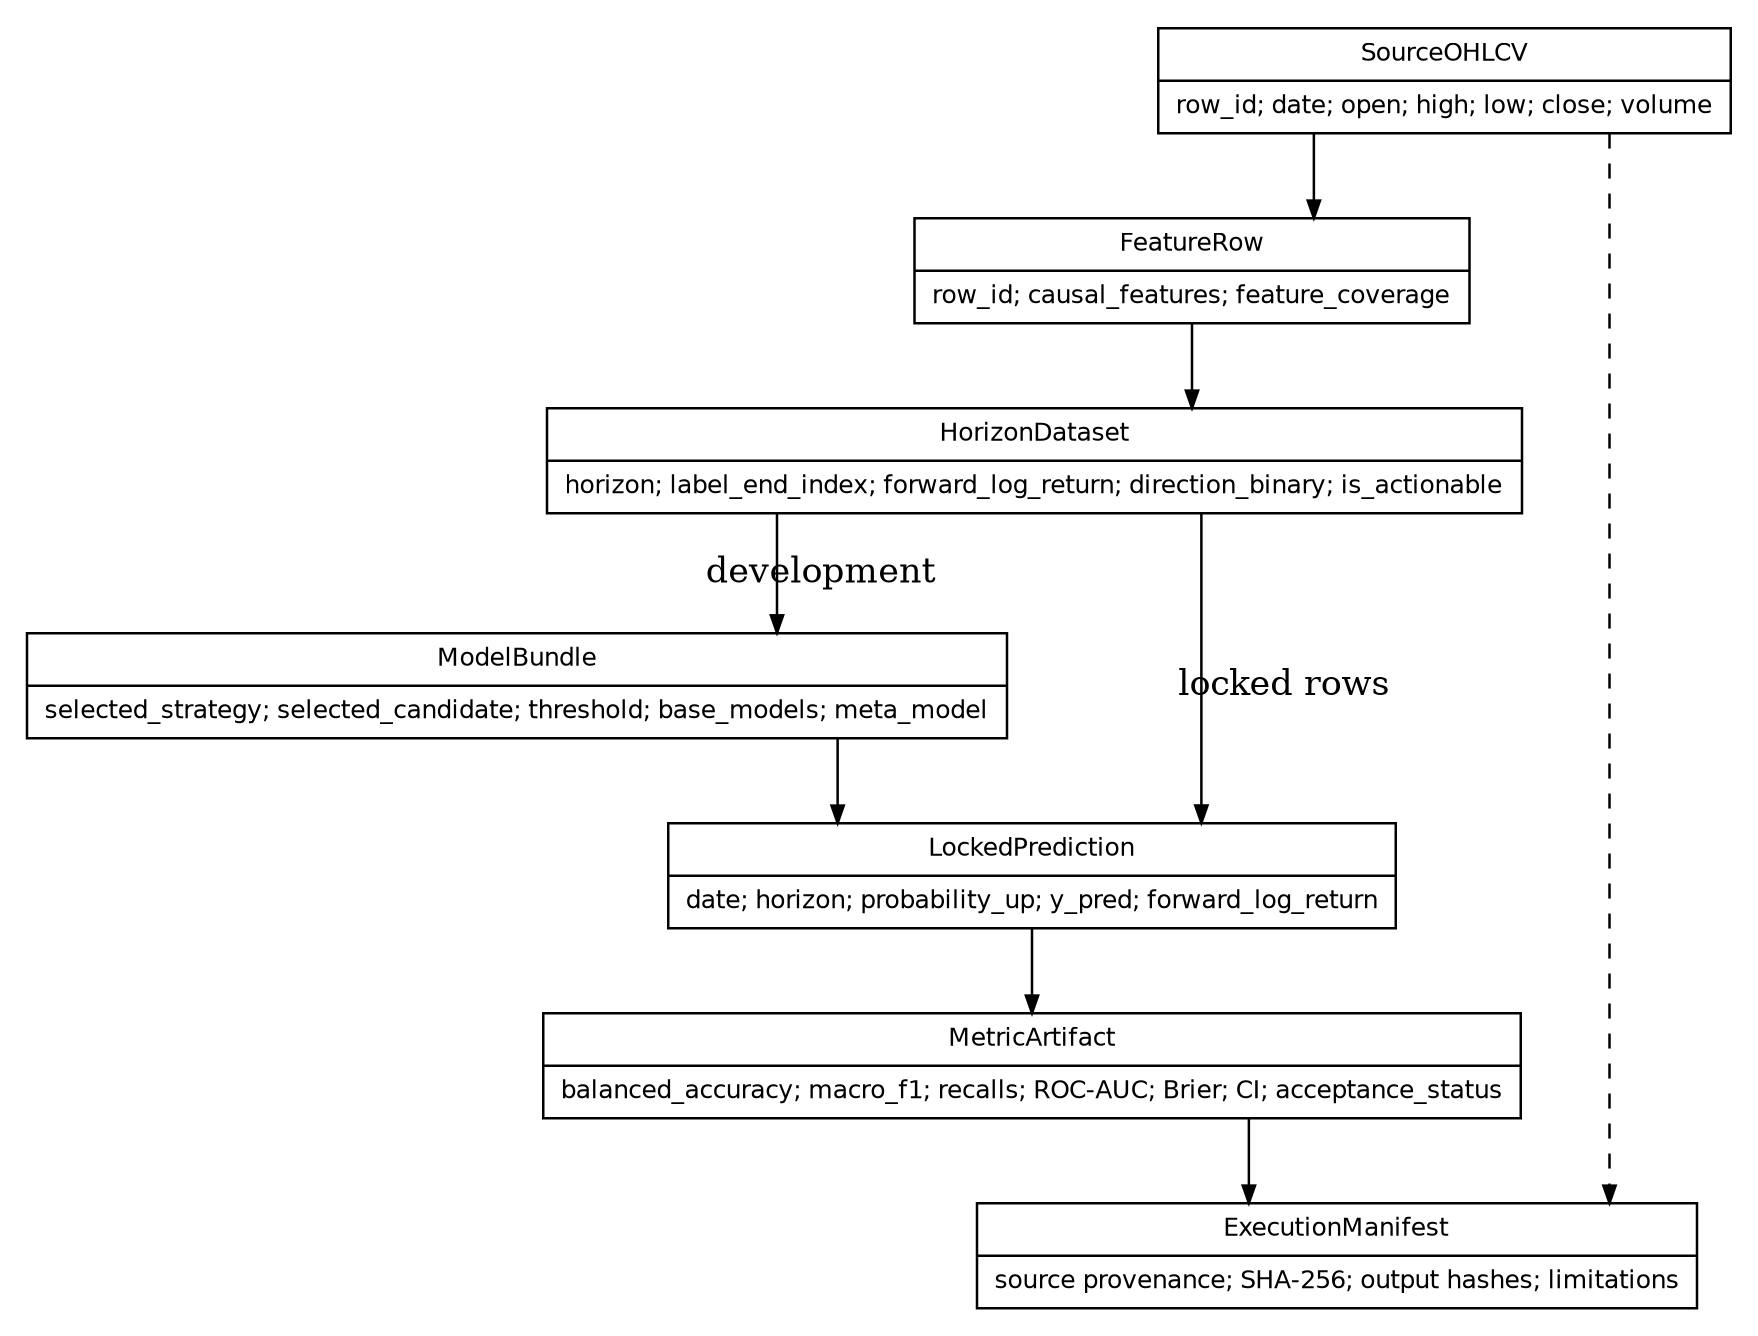 SourceOHLCV
row_id; date; open; high; low; close; volume
FeatureRow
row_id; causal_features; feature_coverage
HorizonDataset
horizon; label_end_index; forward_log_return; direction_binary; is_actionable
development
ModelBundle
selected_strategy; selected_candidate; threshold; base_models; meta_model
locked rows
LockedPrediction
date; horizon; probability_up; y_pred; forward_log_return
MetricArtifact
balanced_accuracy; macro_f1; recalls; ROC-AUC; Brier; CI; acceptance_status
ExecutionManifest
source provenance; SHA-256; output hashes; limitations